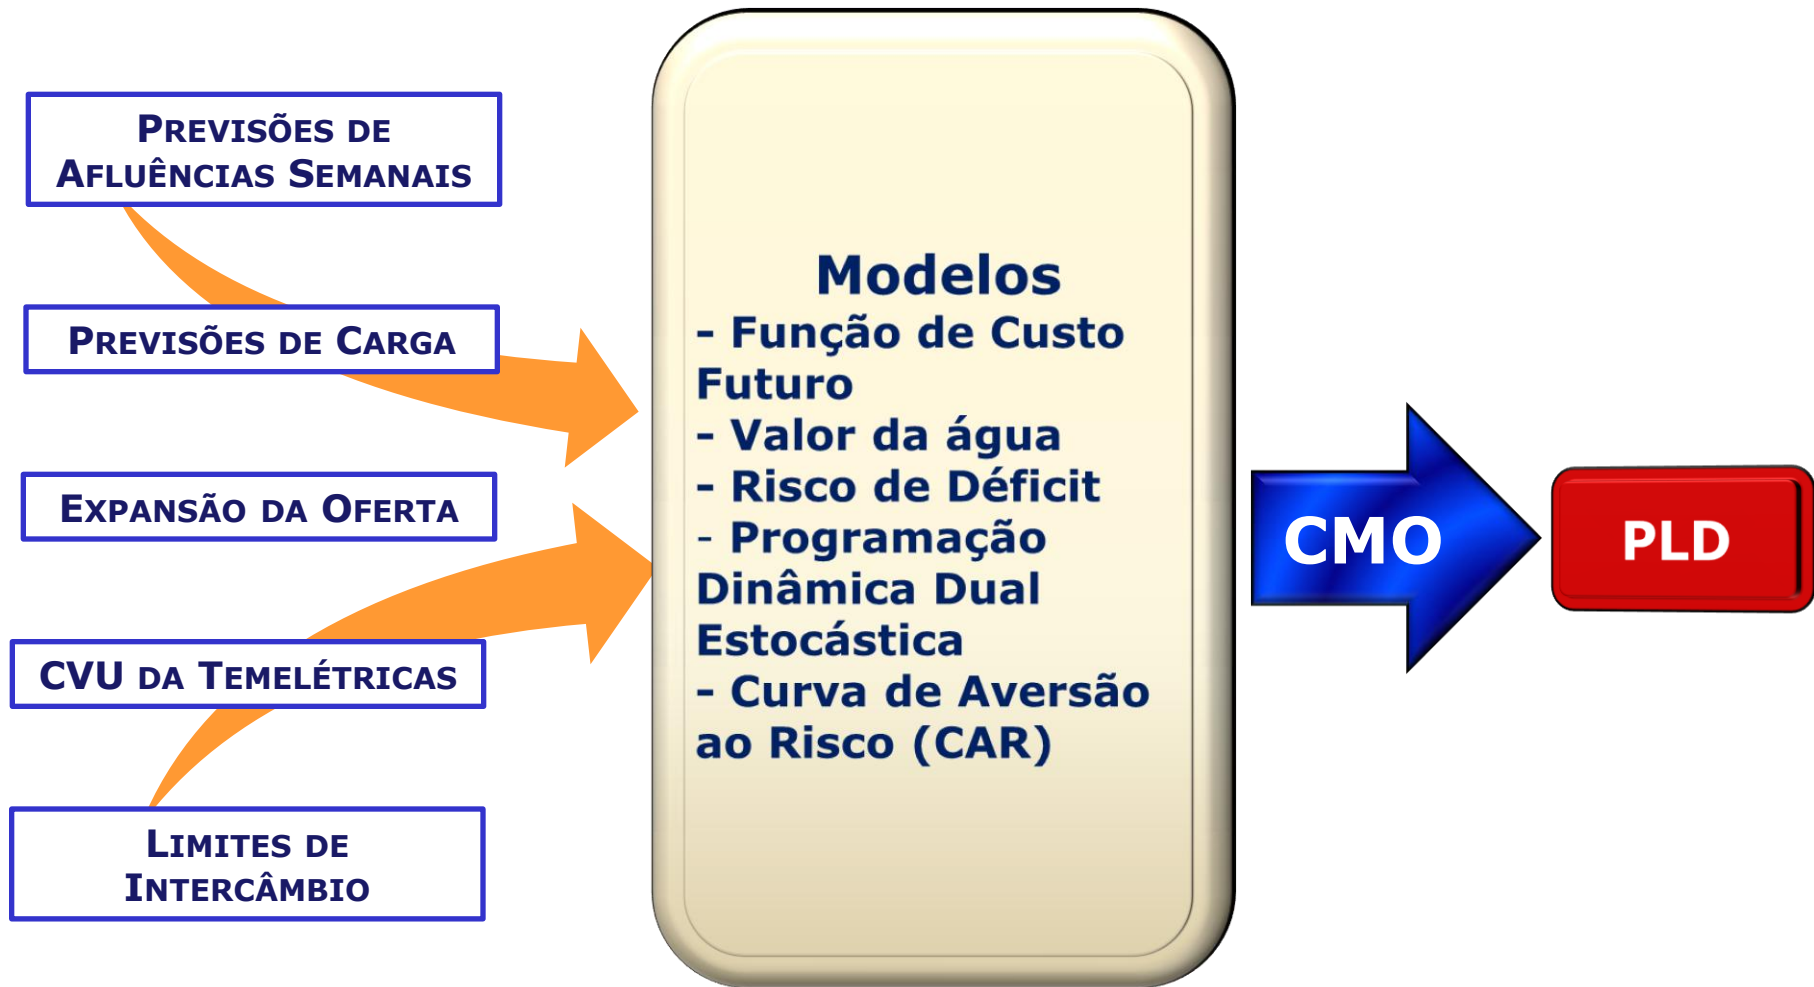 PREVISÕES DE
AFLUÊNCIAS SEMANAIS
PREVISÕES DE CARGA
EXPANSÃO DA OFERTA
CVU DA TEMELÉTRICAS
LIMITES DE
INTERCÂMBIO
Modelos
- Função de Custo
Futuro
- Valor da água
- Risco de Déficit
- Programação
Dinâmica Dual
Estocástica
- Curva de Aversão
ao Risco (CAR)
CMO
PLD